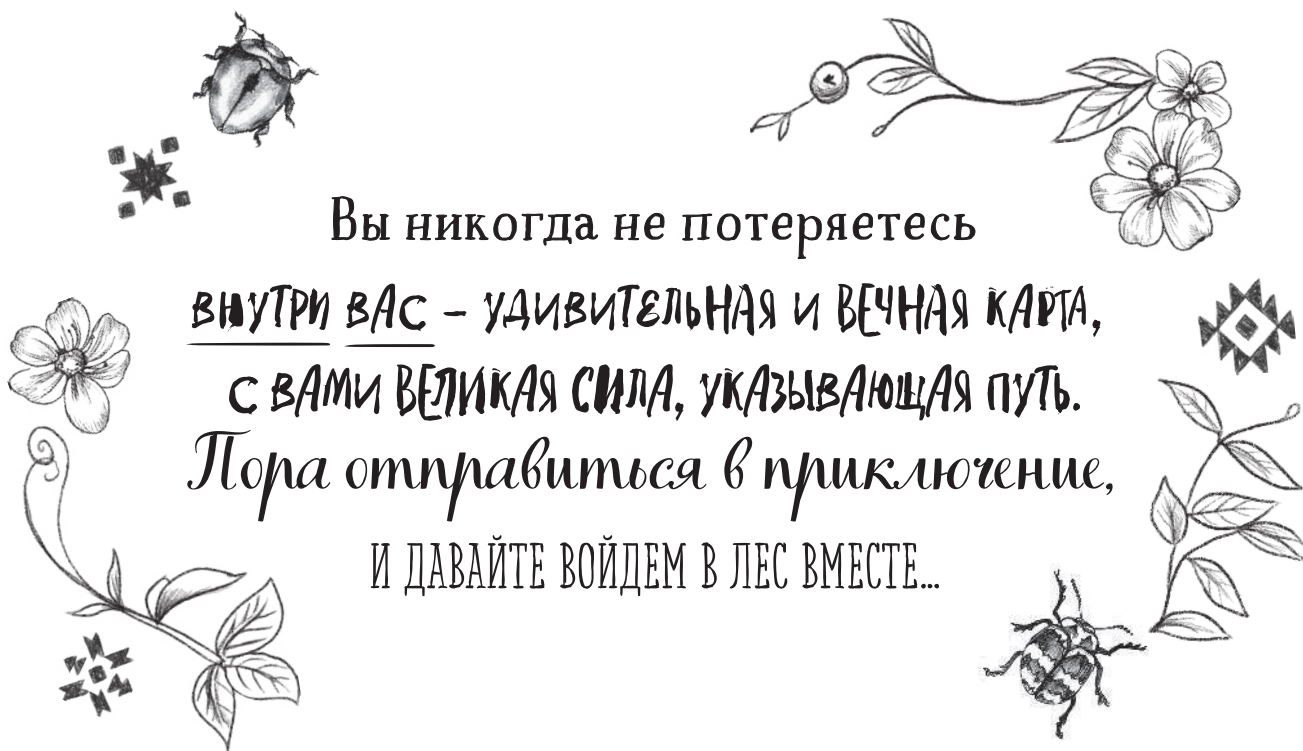 Вы никогда не потеряетесь
ВНУТРИ ВАС – УДИВИТЕЛЬНАЯ И ВЕЧНАЯ КАРТА,
С ВАМИ ВЕЛИКАЯ СИЛА, УКАЗЫВАЮЩАЯ ПУТЬ.
Пора отправиться в приключение,
И ДАВАЙТЕ ВОЙДЕМ В ЛЕС ВМЕСТЕ...